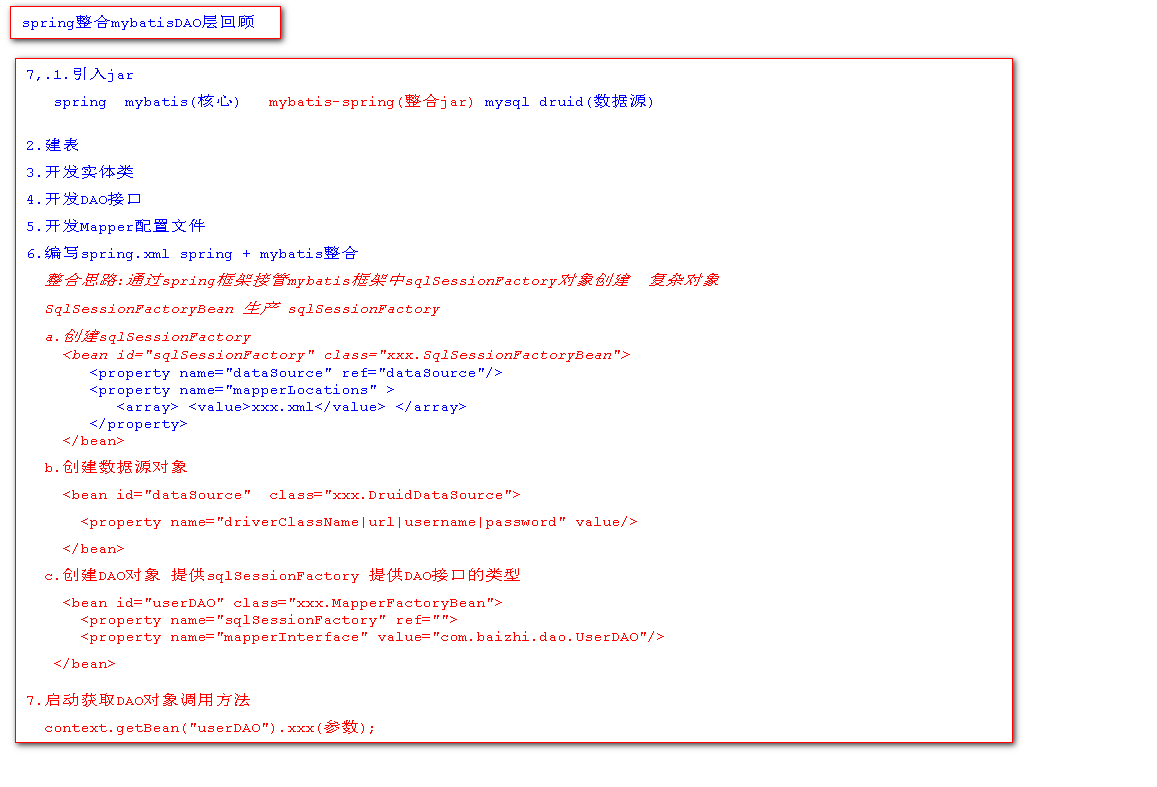 spring整合mybatisDAO层回顾
7,.1.引入jar
spring mybatis(核心) mybatis-spring(整合jar) mysql druid(数据源)
2.建表
3.开发实体类
4.开发DAO接口
5.开发Mapper配置文件
6.编写spring.xml spring + mybatis整合
整合思路:通过spring框架接管mybatis框架中sqlSessionFactory对象创建 复杂对象
SqlSessionFactoryBean 生产 sqlSessionFactory
a.创建sqlSessionFactory
<bean id="sqlSessionFactory" class="xxx.SqlSessionFactoryBean">
<property name="dataSource" ref="dataSource"/>
<property name="mapperLocations" >
<array> <value>xxx.xml</value> </array>
</property>
</bean>
b.创建数据源对象
<bean id="dataSource" class="xxx.DruidDataSource">
<property name="driverClassName|url|username|password" value/>
</bean>
c.创建DAO对象 提供sqlSessionFactory 提供DAO接口的类型
<bean id="userDAO" class="xxx.MapperFactoryBean">
<property name="sqlSessionFactory" ref="">
<property name="mapperInterface" value="com.baizhi.dao.UserDAO"/>
</bean>
7.启动获取DAO对象调用方法
context.getBean("userDAO").xxx(参数);